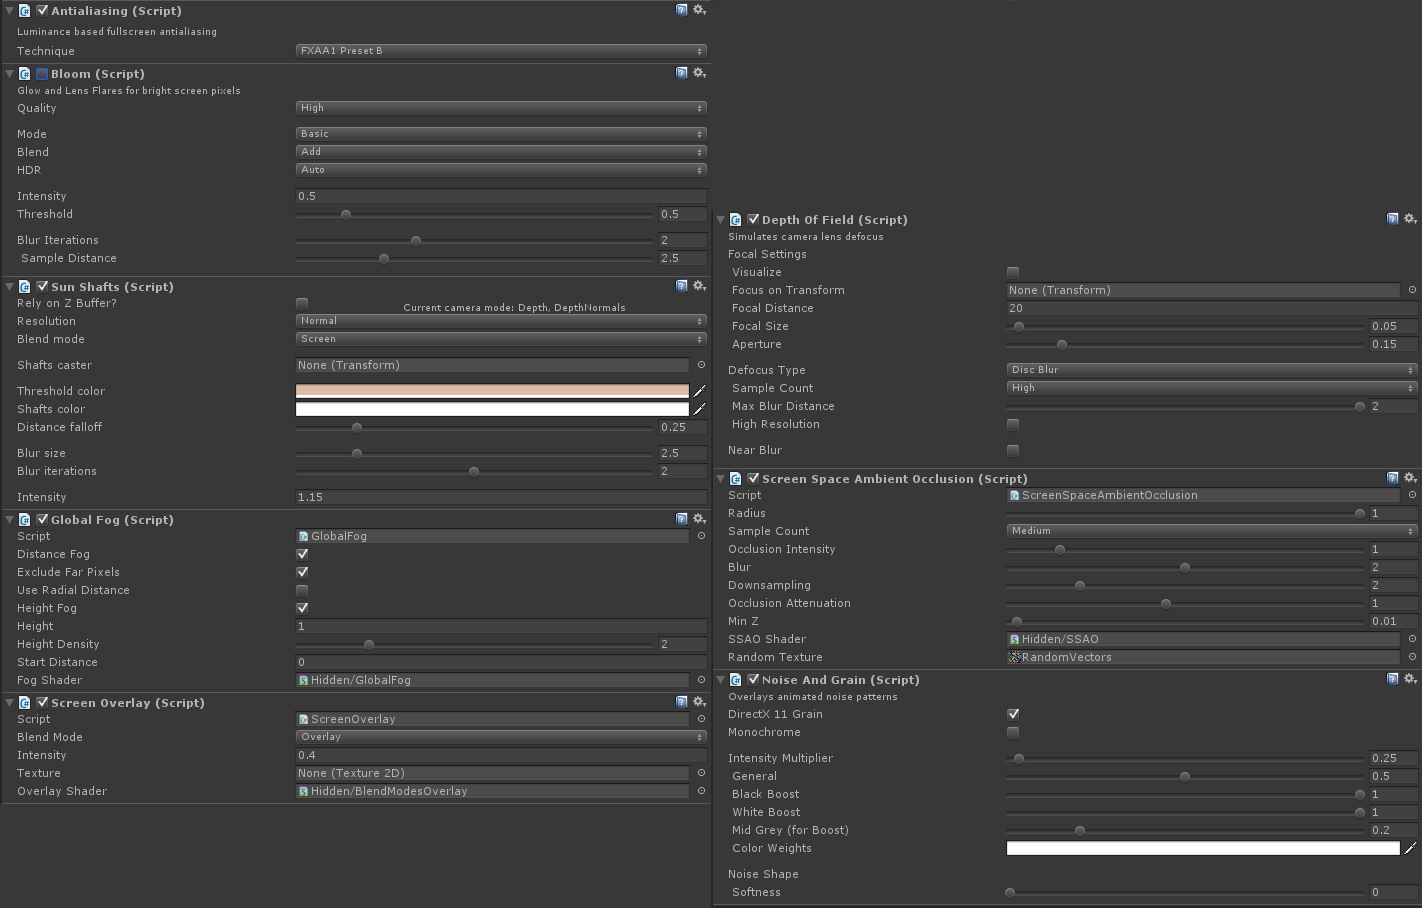 Antialiasing (Script)
Luminance based fullscreen antialiasing
Technique FXAA1 Preset B
Bloom (Script)
Glow and Lens Flares for bright screen pixels
Quality High
Mode Basic
Blend Add
HDR Auto
Intensity 0.5
Threshold 0.5
Blur Iterations 2
Sample Distance 2.5
Sun Shafts (Script)
Rely on Z Buffer? Current camera mode: Depth, DepthNormals
Resolution Normal
Blend mode Screen
Shafts caster None (Transform)
Threshold color
Shafts color
Distance falloff 0.25
Blur size 2.5
Blur iterations 2
Intensity 1.15
Global Fog (Script)
Script GlobalFog
Distance Fog
Exclude Far Pixels
Use Radial Distance
Height Fog
Height 1
Height Density 2
Start Distance 0
Fog Shader Hidden/GlobalFog
Screen Overlay (Script)
Script ScreenOverlay
Blend Mode Overlay
Intensity 0.4
Texture None (Texture 2D)
Overlay Shader Hidden/BlendModesOverlay
Depth Of Field (Script)
Simulates camera lens defocus
Focal Settings
Visualize
Focus on Transform None (Transform)
Focal Distance 20
Focal Size 0.05
Aperture 0.15
Defocus Type Disc Blur
Sample Count High
Max Blur Distance 2
High Resolution
Near Blur
Screen Space Ambient Occlusion (Script)
Script ScreenSpaceAmbientOcclusion
Radius 1
Sample Count Medium
Occlusion Intensity 1
Blur 2
Downsampling 2
Occlusion Attenuation 1
Min Z 0.01
SSAO Shader Hidden/SSAO
Random Texture RandomVectors
Noise And Grain (Script)
Overlays animated noise patterns
DirectX 11 Grain
Monochrome
Intensity Multiplier 0.25
General 0.5
Black Boost 1
White Boost 1
Mid Grey (for Boost) 0.2
Color Weights
Noise Shape
Softness 0